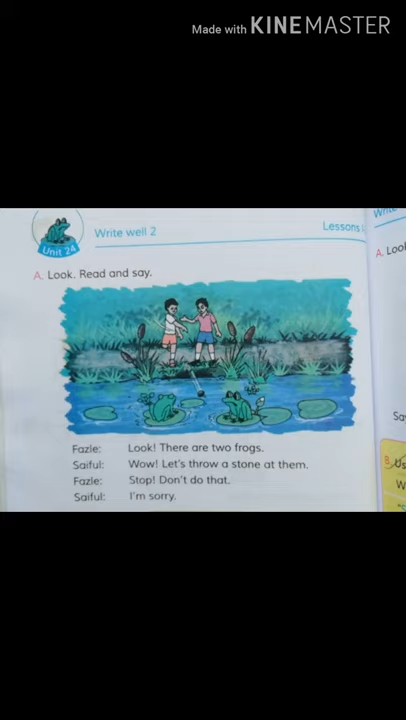 Made with KINEMASTER
Unit 24
Write well 2
Lessons
A. Look. Read and say.
Fazle: Look! There are two frogs.
Saiful: Wow! Let's throw a stone at them.
Fazle: Stop! Don't do that.
Saiful: I'm sorry.
A.
B.